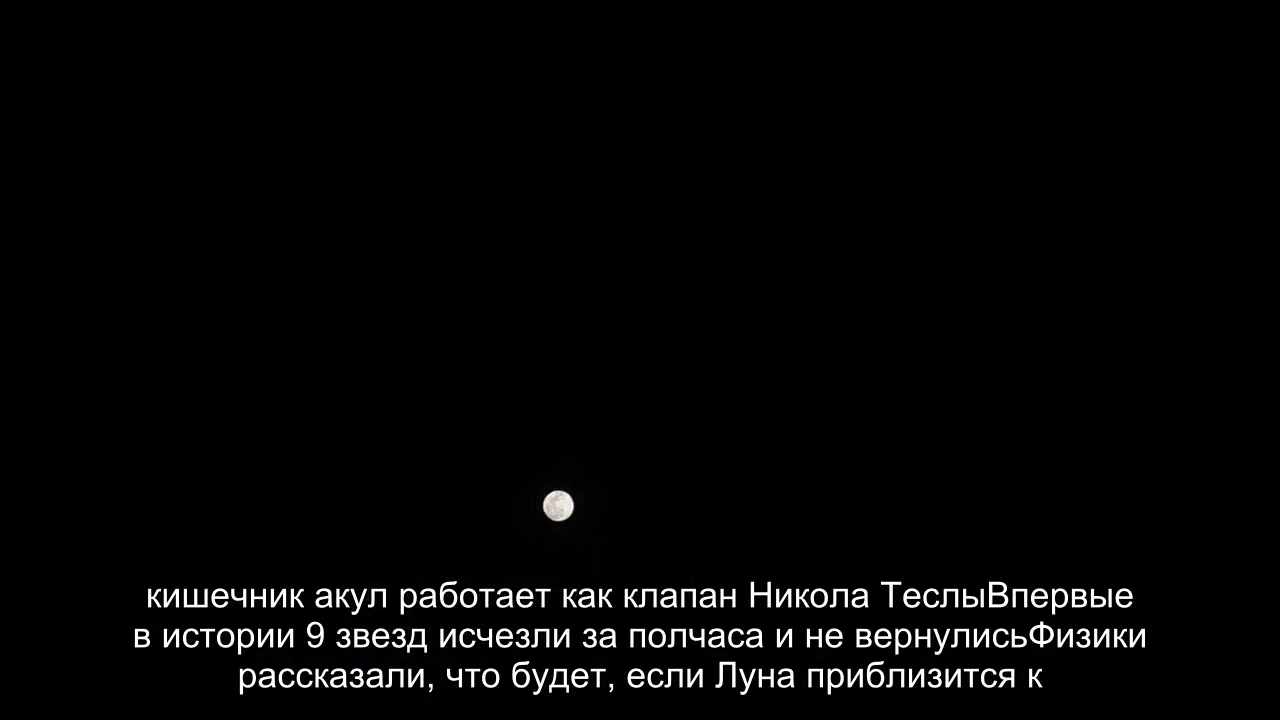 кишечник акул работает как клапан Никола ТеслыВпервые
в истории 9 звезд исчезли за полчаса и не вернулисьФизики
рассказали, что будет, если Луна приблизится к